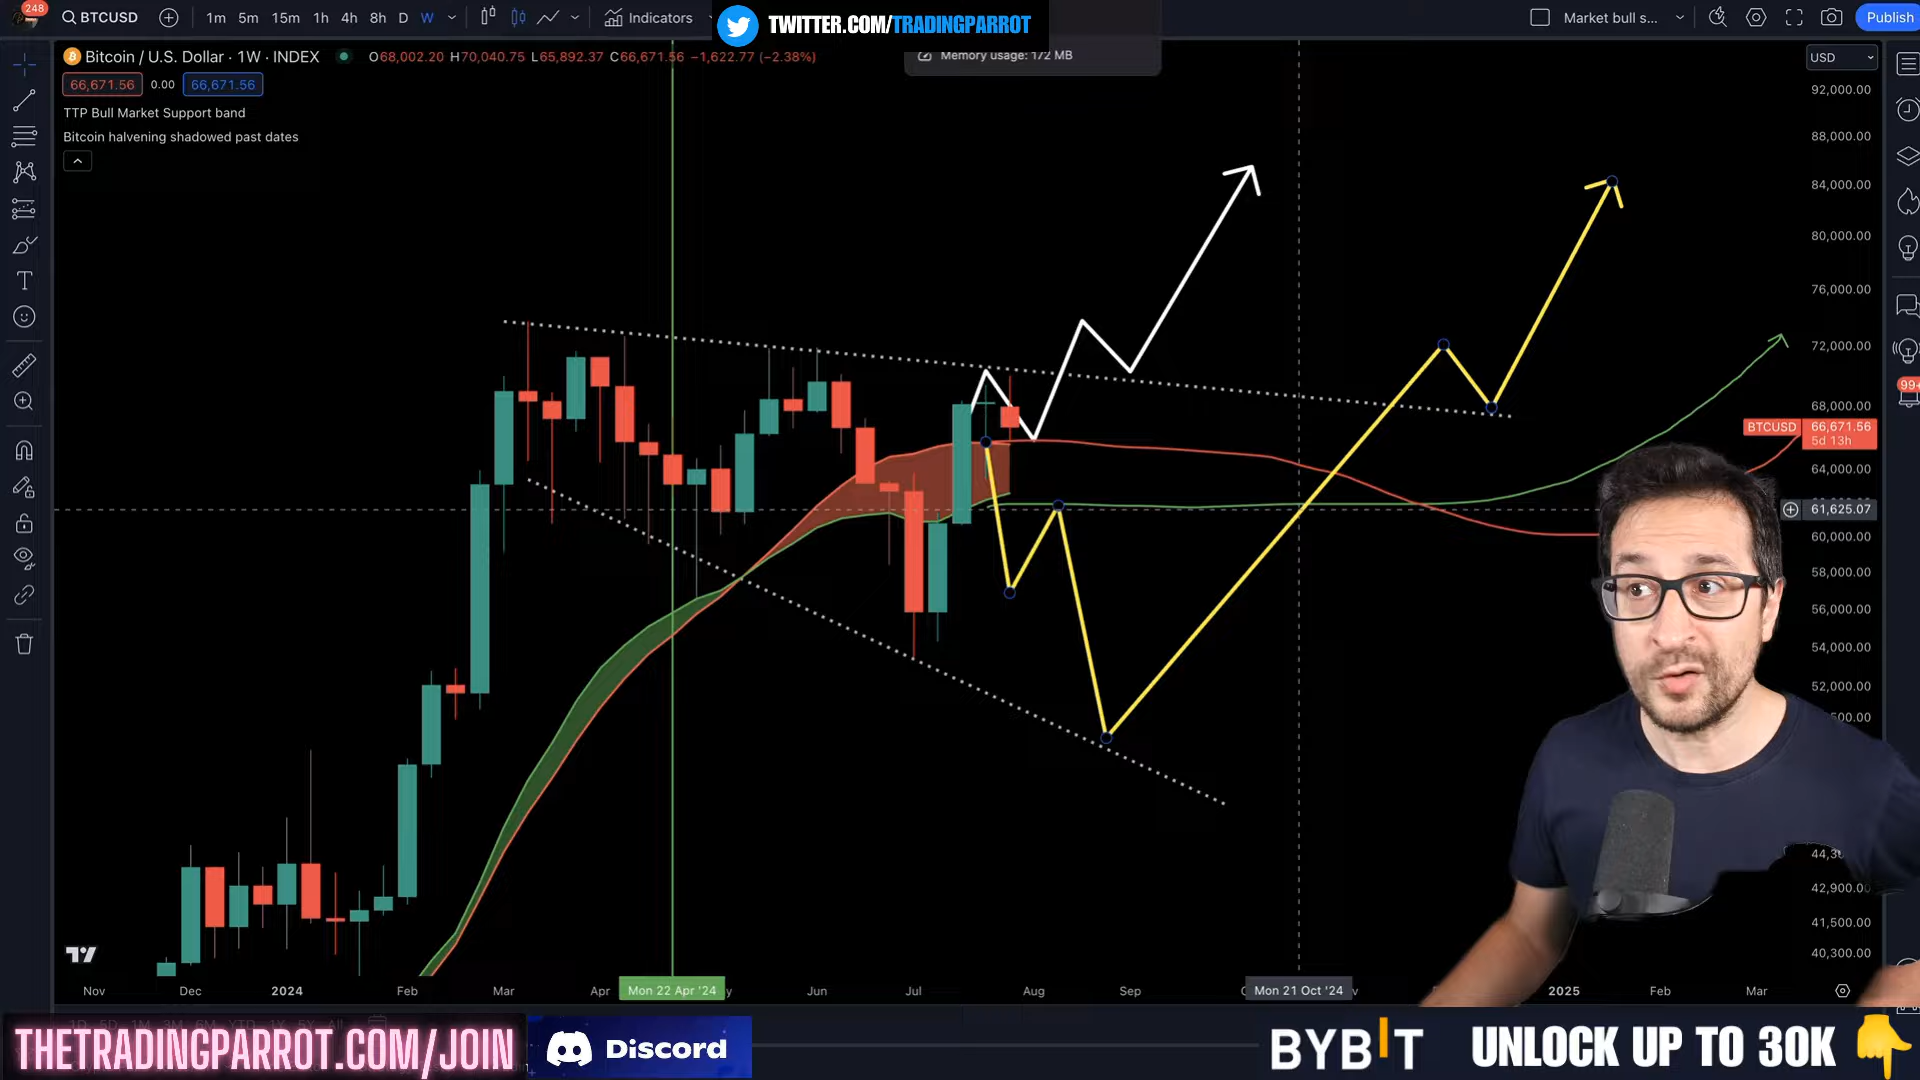 248
BTCUSD
1m 5m 15m 1h 4h 8h D W
Indicators
TWITTER.COM/TRADINGPARROT
Market bull s...
Publish
Memory usage: 172 MB
Bitcoin / U.S. Dollar · 1W · INDEX
O68,002.20 H70,040.75 L65,892.37 C66,671.56 −1,622.77 (−2.38%)
66,671.56 0.00 66,671.56
TTP Bull Market Support band
Bitcoin halvening shadowed past dates
USD
92,000.00
88,000.00
84,000.00
80,000.00
76,000.00
72,000.00
99+
68,000.00
BTCUSD 66,671.56
5d 13h
64,000.00
61,625.07
60,000.00
58,000.00
56,000.00
54,000.00
52,000.00
42,900.00
41,500.00
40,300.00
Nov Dec 2024 Feb Mar Apr Mon 22 Apr '24 Jun Jul Aug Sep Mon 21 Oct '24 2025 Feb Mar
THETRADINGPARROT.COM/JOIN
Discord
BYBIT
UNLOCK UP TO 30K